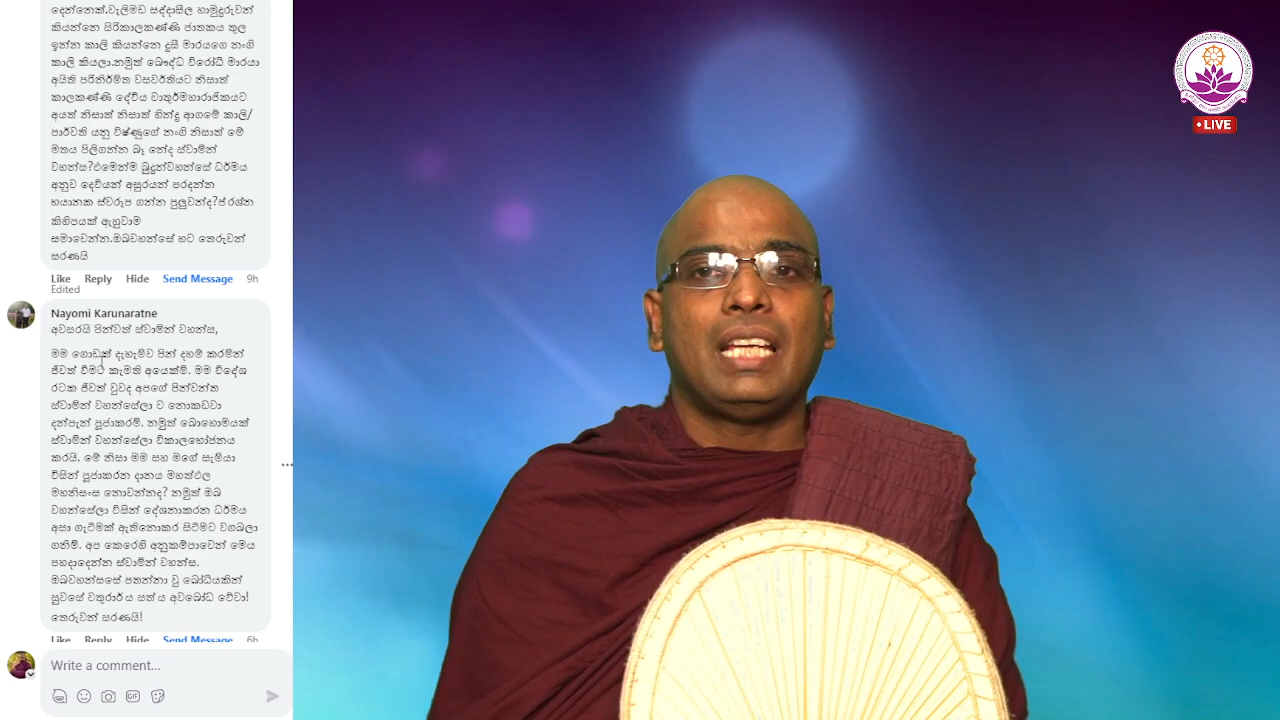 දෙන්නෙක්.වැලිමඩ සද්දාසීල හාමුදුරුවන්
කියන්නෙ සිරිකාලකණ්ණි ජාතකය තුල
ඉන්න කාලි කියන්නෙ දූසී මාරයගෙ නංගි
කාලි කියලා.නමුත් බෞද්ධ විරෝධී මාරයා
අයිති පරිනිර්මිත වසවර්තියට නිසාත්
කාලකණ්ණි දේවිය චාතුර්මහාරාජිකයට
අයත් නිසාත් නිසාත් හින්දු ආගමේ කාලි/
පාර්වති යනු විෂ්ණුගේ නංගි නිසාත් මේ
මතය පිලිගන්න බෑ නේද ස්වාමීන්
වහන්ස?එමෙන්ම බුදුන්වහන්සේ ධර්මය
අනුව දෙවියන් අසුරයන් පරදන්න
භයානක ස්වරූප ගන්න පුලුවන්ද?ප්රශ්න
කිහිපයක් ඇහුවාම
සමාවෙන්න.ඔබවහන්සේ හට තෙරුවන්
සරණයි
Like Reply Hide Send Message 9h
Edited
Nayomi Karunaratne
අවසරයි පින්වත් ස්වාමින් වහන්ස,
මම ගොඩක් දැහැමිව පින් දහම් කරමින්
ජීවත් වීමට කැමති අයෙක්මි. මම විදේශ
රටක ජීවත් වුවද අපගේ පින්වන්ත
ස්වාමින් වහන්සේලා ට නොකඩවා
දන්පැන් පූජාකරමි. නමුත් බොහොමයක්
ස්වාමින් වහන්සේලා විකාලභෝජනය
කරයි. මේ නිසා මම සහ මගේ සැමියා
විසින් පූජාකරන දානය මහත්ඵල
මහනිසංස නොවන්නද? නමුත් ඔබ
වහන්සේලා විසින් දේශනාකරන ධර්මය
අසා ගැටීමක් ඇතිනොකර සිටීමට වගබලා
ගනිමි. අප කෙරෙහි අනුකම්පාවෙන් මෙය
පහදාදෙන්න ස්වාමින් වහන්ස.
ඔබවහන්සසේ පතන්නා වු බෝධියකින්
සුවසේ චතුරාර්ය සත්ය අවබෝධ වේවා!
තෙරුවන් සරණයි!
Like Reply Hide Send Message 6h
Write a comment...
GIF
LIVE